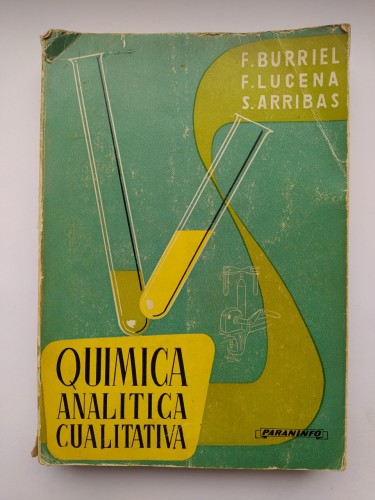 F. BURRIEL
F. LUCENA
S. ARRIBAS
QUIMICA
ANALITICA
CUALITATIVA
PARANINFO